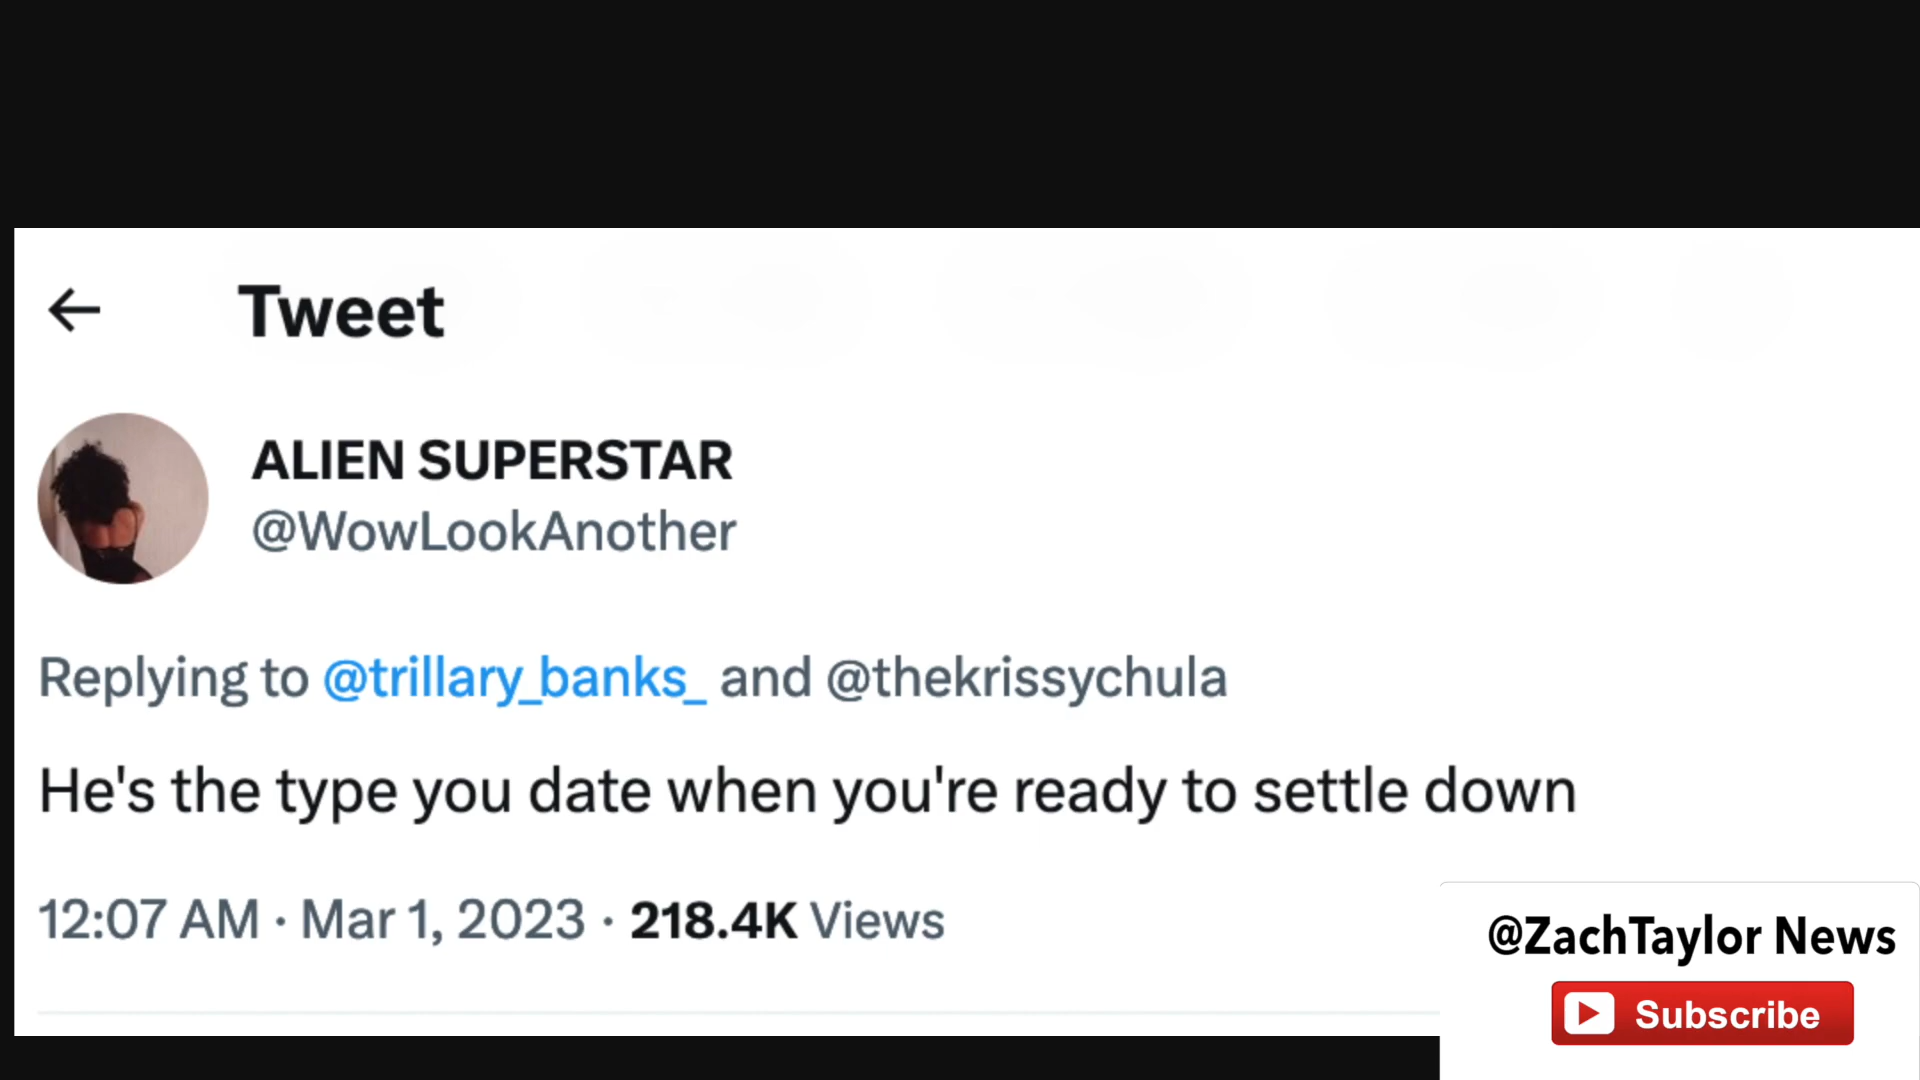 Tweet
ALIEN SUPERSTAR
@WowLookAnother
Replying to @trillary_banks_ and @thekrissychula
He's the type you date when you're ready to settle down
12:07 AM · Mar 1, 2023 · 218.4K Views
@ZachTaylor News
Subscribe